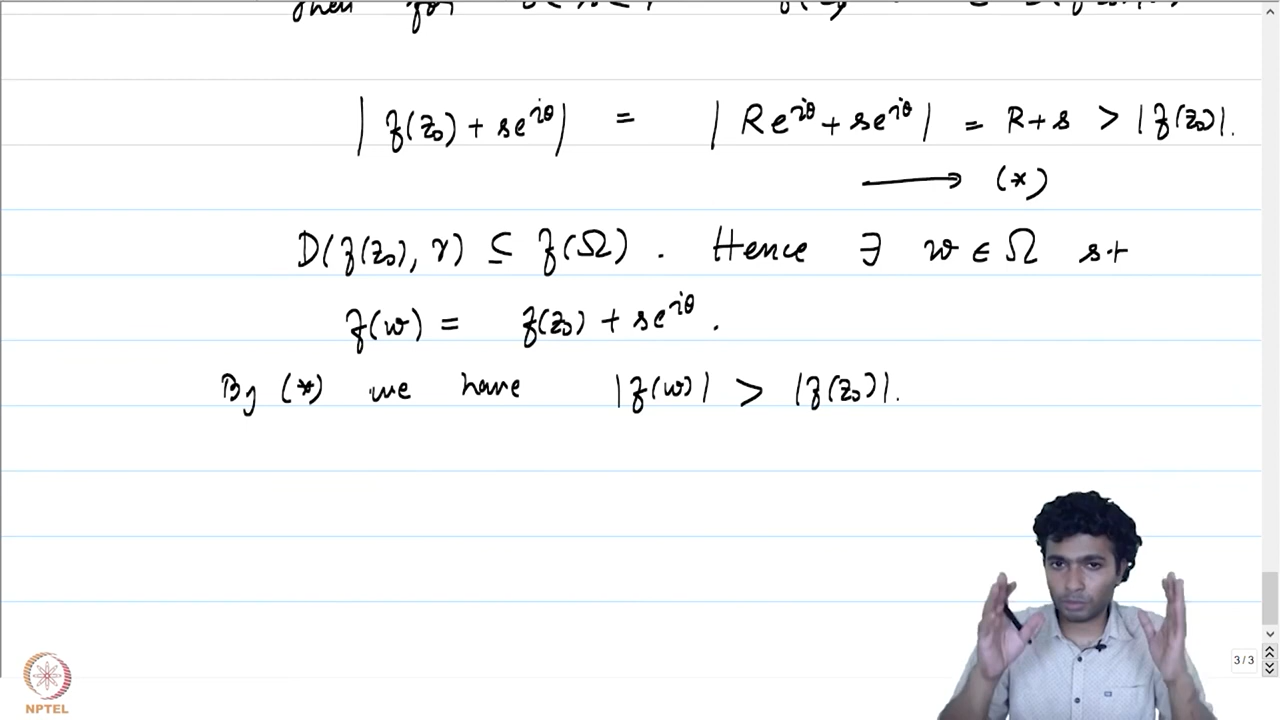 | f(z₀) + se^{iθ} | = | Re^{iθ} + se^{iθ} | = R + s > |f(z₀)|.
⟶ (*)
D(f(z₀), r) ⊆ f(Ω) . Hence ∃ w ∈ Ω st
f(w) = f(z₀) + se^{iθ} .
By (*) we have |f(w)| > |f(z₀)|.
3 / 3
NPTEL